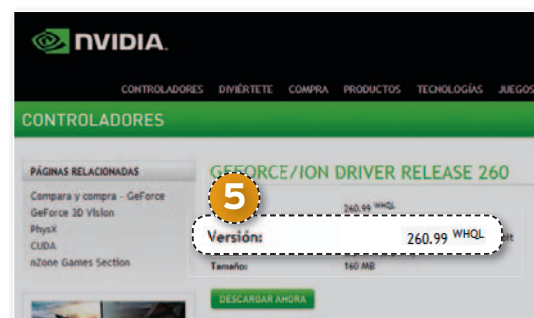 NVIDIA.
CONTROLADORES DIVIÉRTETE COMPRA PRODUCTOS TECNOLOGÍAS JUEGOS
CONTROLADORES
PÁGINAS RELACIONADAS
Compara y compra - GeForce
GeForce 3D Vision
PhysX
CUDA
nZone Games Section
GEFORCE/ION DRIVER RELEASE 260
5
260.99 WHQL
Versión: 260.99 WHQL
Tamaño: 160 MB
DESCARGAR AHORA